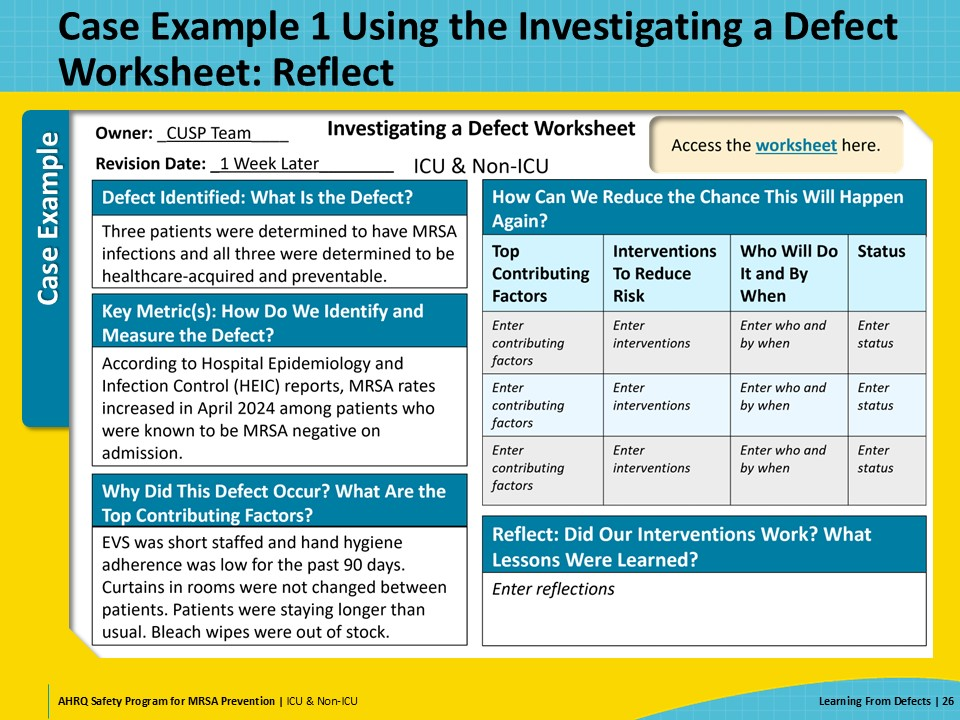 Case Example 1 Using the Investigating a Defect
Worksheet: Reflect
Case Example
Owner: _CUSP Team____
Revision Date: _1 Week Later________
Investigating a Defect Worksheet
ICU & Non-ICU
Access the worksheet here.
Defect Identified: What Is the Defect?
Three patients were determined to have MRSA
infections and all three were determined to be
healthcare-acquired and preventable.
Key Metric(s): How Do We Identify and
Measure the Defect?
According to Hospital Epidemiology and
Infection Control (HEIC) reports, MRSA rates
increased in April 2024 among patients who
were known to be MRSA negative on
admission.
Why Did This Defect Occur? What Are the
Top Contributing Factors?
EVS was short staffed and hand hygiene
adherence was low for the past 90 days.
Curtains in rooms were not changed between
patients. Patients were staying longer than
usual. Bleach wipes were out of stock.
How Can We Reduce the Chance This Will Happen
Again?
Top
Contributing
Factors
Interventions
To Reduce
Risk
Who Will Do
It and By
When
Status
Enter
contributing
factors
Enter
interventions
Enter who and
by when
Enter
status
Enter
contributing
factors
Enter
interventions
Enter who and
by when
Enter
status
Enter
contributing
factors
Enter
interventions
Enter who and
by when
Enter
status
Reflect: Did Our Interventions Work? What
Lessons Were Learned?
Enter reflections
AHRQ Safety Program for MRSA Prevention | ICU & Non-ICU
Learning From Defects | 26